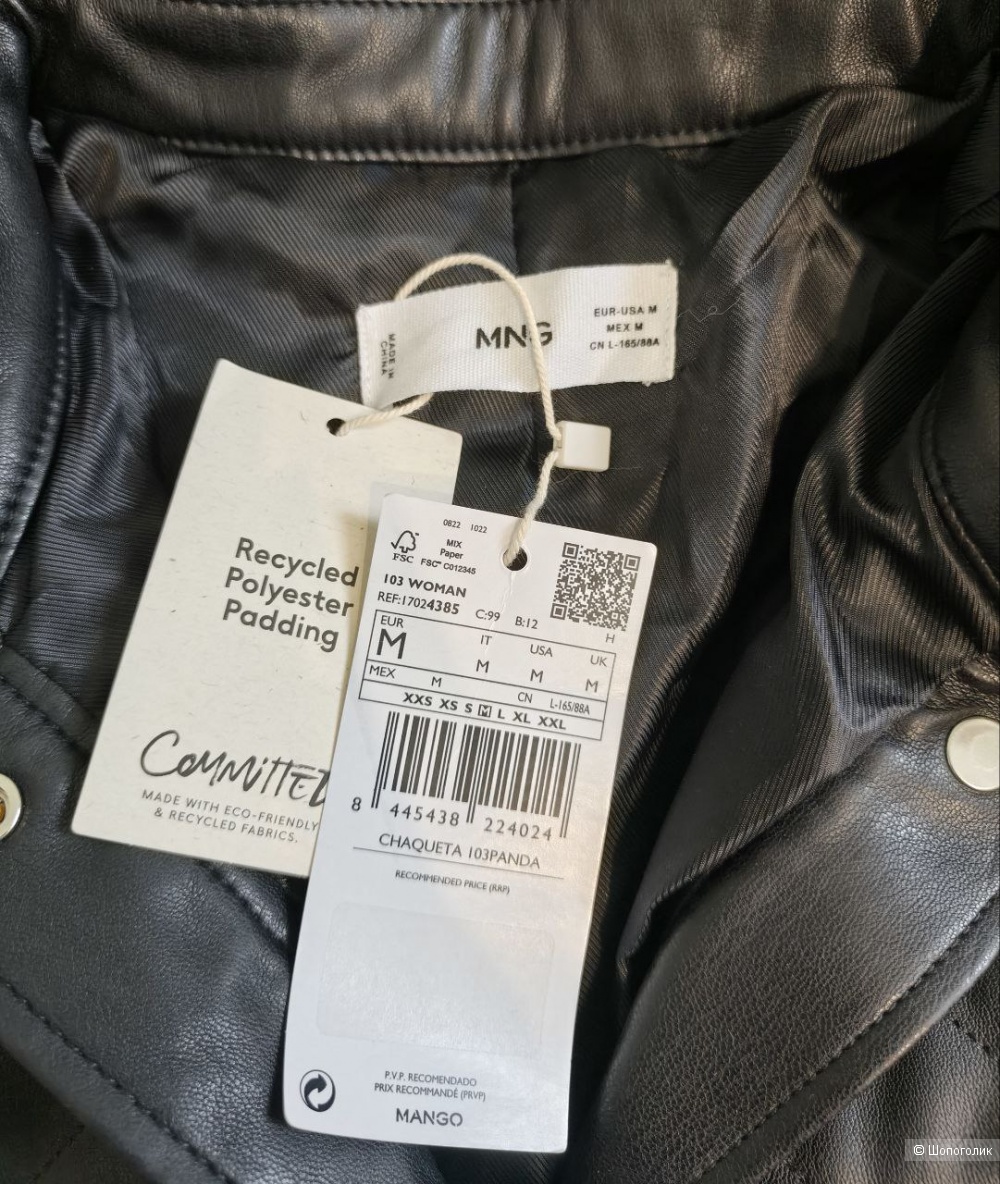 MADE IN
CHINA
MNG
EUR-USA M
MEX M
CN L-165/88A
Recycled
Polyester
Padding
COMMITTED
MADE WITH ECO-FRIENDLY
& RECYCLED FABRICS.
0822 1022
FSC
MIX
Paper
FSC™ C012345
103 WOMAN
REF:17024385 C:99 B:12
H
EUR IT USA UK
M M M M
MEX M CN L-165/88A
XXS XS S M L XL XXL
8 445438 224024
CHAQUETA 103PANDA
RECOMMENDED PRICE (RRP)
P.V.P. RECOMENDADO
PRIX RECOMMANDÉ (PRVP)
MANGO
© Шопоголик